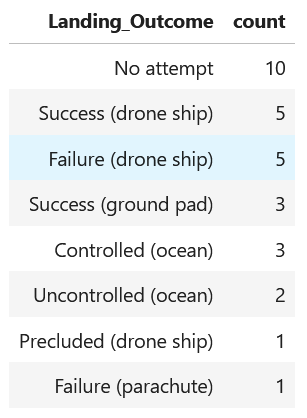 Landing_Outcome count
No attempt 10
Success (drone ship) 5
Failure (drone ship) 5
Success (ground pad) 3
Controlled (ocean) 3
Uncontrolled (ocean) 2
Precluded (drone ship) 1
Failure (parachute) 1